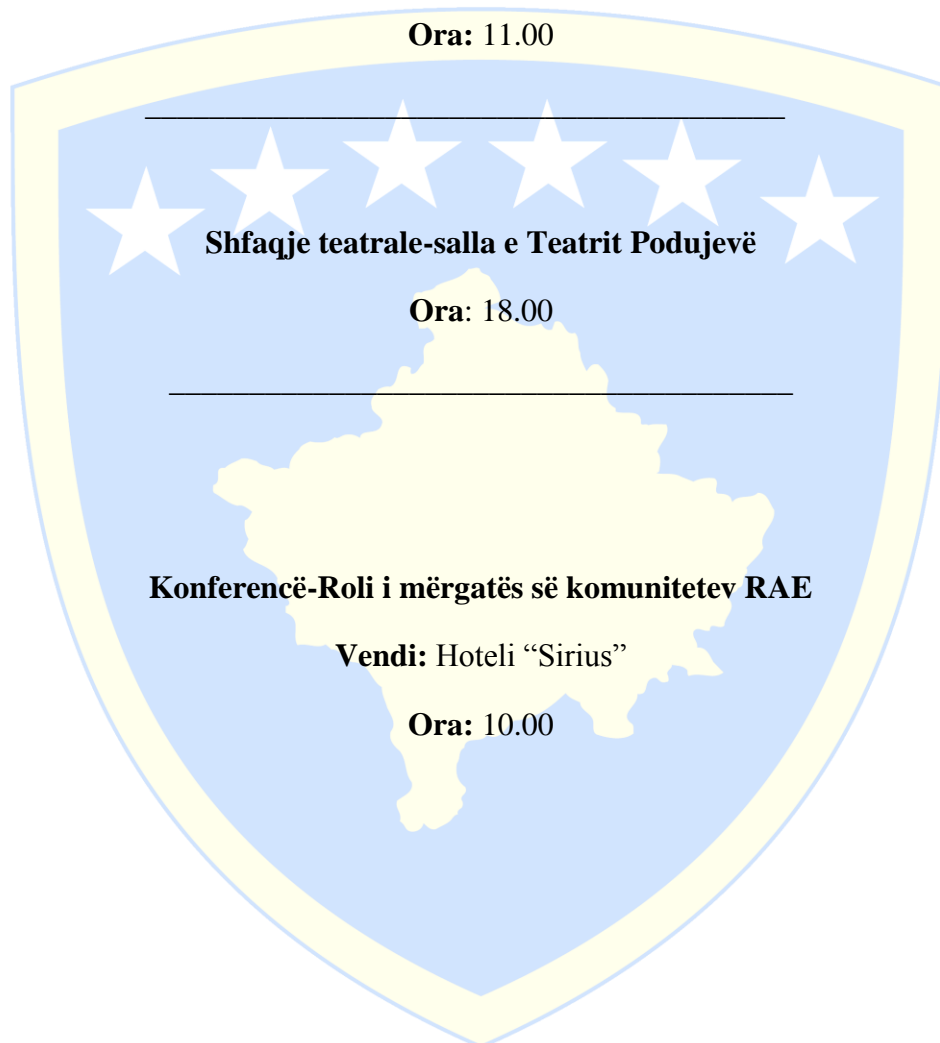 Ora: 11.00
Shfaqje teatrale-salla e Teatrit Podujevë
Ora: 18.00
Konferencë-Roli i mërgatës së komunitetev RAE
Vendi: Hoteli “Sirius”
Ora: 10.00